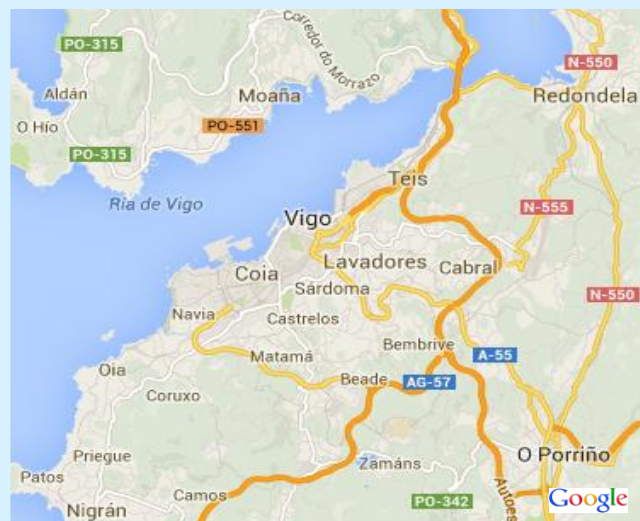 PO-315
Corredor do Morrazo
N-550
Aldán
Moaña
Redondela
O Hío
PO-551
PO-315
Teis
Ría de Vigo
N-555
Vigo
Lavadores
Cabral
Coia
Sárdoma
N-550
Navia
Castrelos
Bembrive
A-55
Matamá
Oia
Beade
AG-57
Coruxo
Priegue
O Porriño
Zamáns
Patos
Camos
PO-342
Autoes
Nigrán
Google